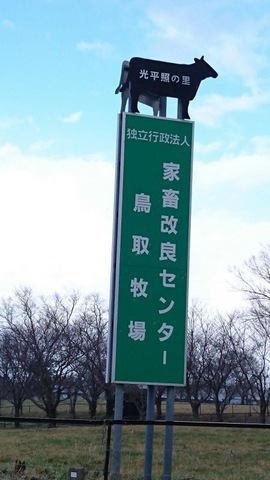 光平照の里
独立行政法人
家畜改良センター
鳥取牧場